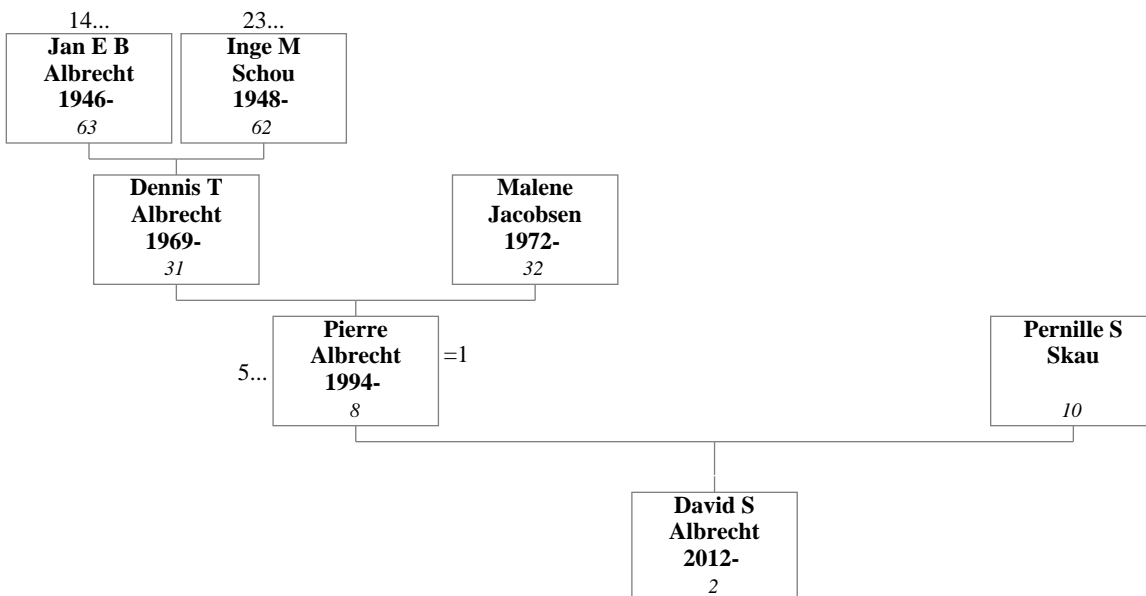 14...
23...
Jan E B
Albrecht
1946-
63
Inge M
Schou
1948-
62
Dennis T
Albrecht
1969-
31
Malene
Jacobsen
1972-
32
5...
Pierre
Albrecht
1994-
8
=1
Pernille S
Skau
10
David S
Albrecht
2012-
2